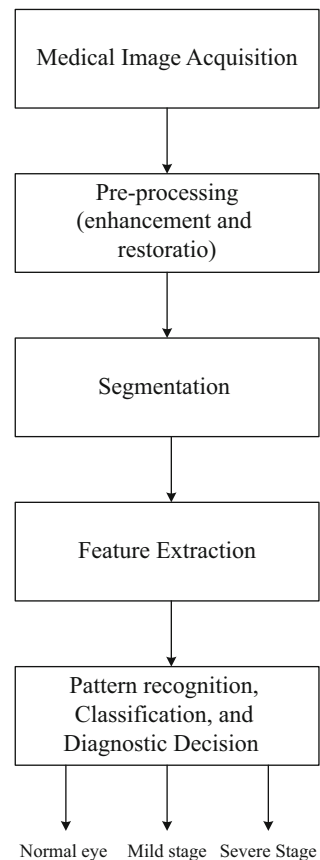 Medical Image Acquisition
Pre-processing
(enhancement and
restoratio)
Segmentation
Feature Extraction
Pattern recognition,
Classification, and
Diagnostic Decision
Normal eye Mild stage Severe Stage